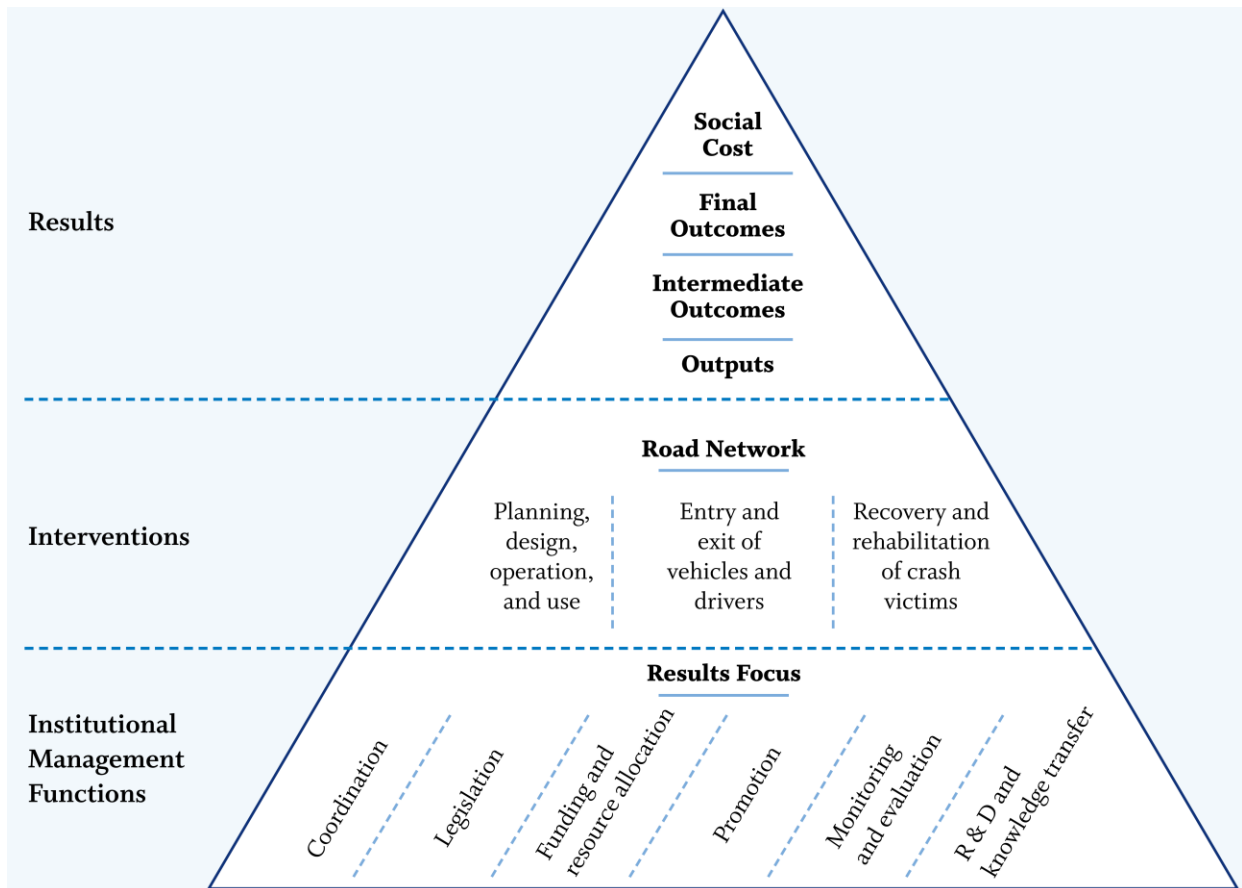 Social
Cost
Results
Final
Outcomes
Intermediate
Outcomes
Outputs
Road Network
Interventions
Planning,
design,
operation,
and use
Entry and
exit of
vehicles and
drivers
Recovery and
rehabilitation
of crash
victims
Results Focus
Institutional
Management
Functions
Coordination
Legislation
Funding and
resource allocation
Promotion
Monitoring
and evaluation
R & D and
knowledge transfer